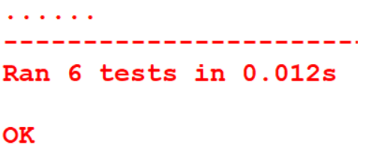 ......
----------------------
Ran 6 tests in 0.012s
OK